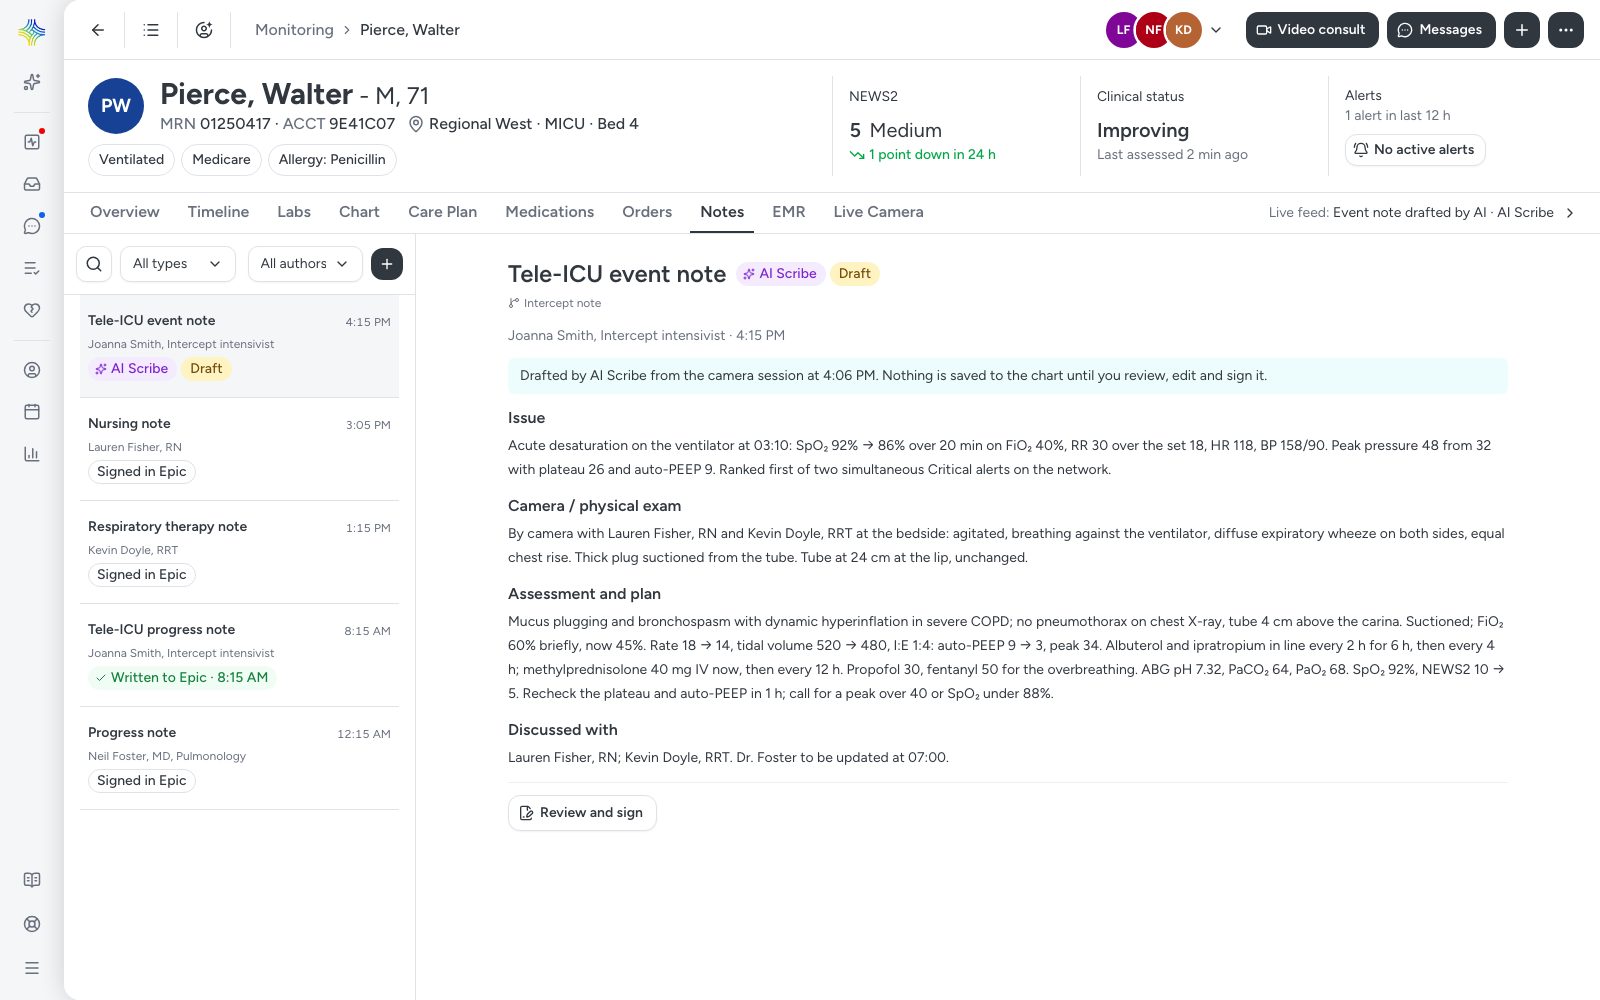 Monitoring > Pierce, Walter
LF NF KD
Video consult
Messages
PW
Pierce, Walter - M, 71
MRN 01250417 · ACCT 9E41C07 Regional West · MICU · Bed 4
Ventilated
Medicare
Allergy: Penicillin
NEWS2
5 Medium
1 point down in 24 h
Clinical status
Improving
Last assessed 2 min ago
Alerts
1 alert in last 12 h
No active alerts
Overview Timeline Labs Chart Care Plan Medications Orders Notes EMR Live Camera
Live feed: Event note drafted by AI · AI Scribe
All types
All authors
Tele-ICU event note 4:15 PM
Joanna Smith, Intercept intensivist
AI Scribe Draft
Nursing note 3:05 PM
Lauren Fisher, RN
Signed in Epic
Respiratory therapy note 1:15 PM
Kevin Doyle, RRT
Signed in Epic
Tele-ICU progress note 8:15 AM
Joanna Smith, Intercept intensivist
Written to Epic · 8:15 AM
Progress note 12:15 AM
Neil Foster, MD, Pulmonology
Signed in Epic
Tele-ICU event note AI Scribe Draft
Intercept note
Joanna Smith, Intercept intensivist · 4:15 PM
Drafted by AI Scribe from the camera session at 4:06 PM. Nothing is saved to the chart until you review, edit and sign it.
Issue
Acute desaturation on the ventilator at 03:10: SpO₂ 92% → 86% over 20 min on FiO₂ 40%, RR 30 over the set 18, HR 118, BP 158/90. Peak pressure 48 from 32
with plateau 26 and auto-PEEP 9. Ranked first of two simultaneous Critical alerts on the network.
Camera / physical exam
By camera with Lauren Fisher, RN and Kevin Doyle, RRT at the bedside: agitated, breathing against the ventilator, diffuse expiratory wheeze on both sides, equal
chest rise. Thick plug suctioned from the tube. Tube at 24 cm at the lip, unchanged.
Assessment and plan
Mucus plugging and bronchospasm with dynamic hyperinflation in severe COPD; no pneumothorax on chest X-ray, tube 4 cm above the carina. Suctioned; FiO₂
60% briefly, now 45%. Rate 18 → 14, tidal volume 520 → 480, I:E 1:4: auto-PEEP 9 → 3, peak 34. Albuterol and ipratropium in line every 2 h for 6 h, then every 4
h; methylprednisolone 40 mg IV now, then every 12 h. Propofol 30, fentanyl 50 for the overbreathing. ABG pH 7.32, PaCO₂ 64, PaO₂ 68. SpO₂ 92%, NEWS2 10 →
5. Recheck the plateau and auto-PEEP in 1 h; call for a peak over 40 or SpO₂ under 88%.
Discussed with
Lauren Fisher, RN; Kevin Doyle, RRT. Dr. Foster to be updated at 07:00.
Review and sign